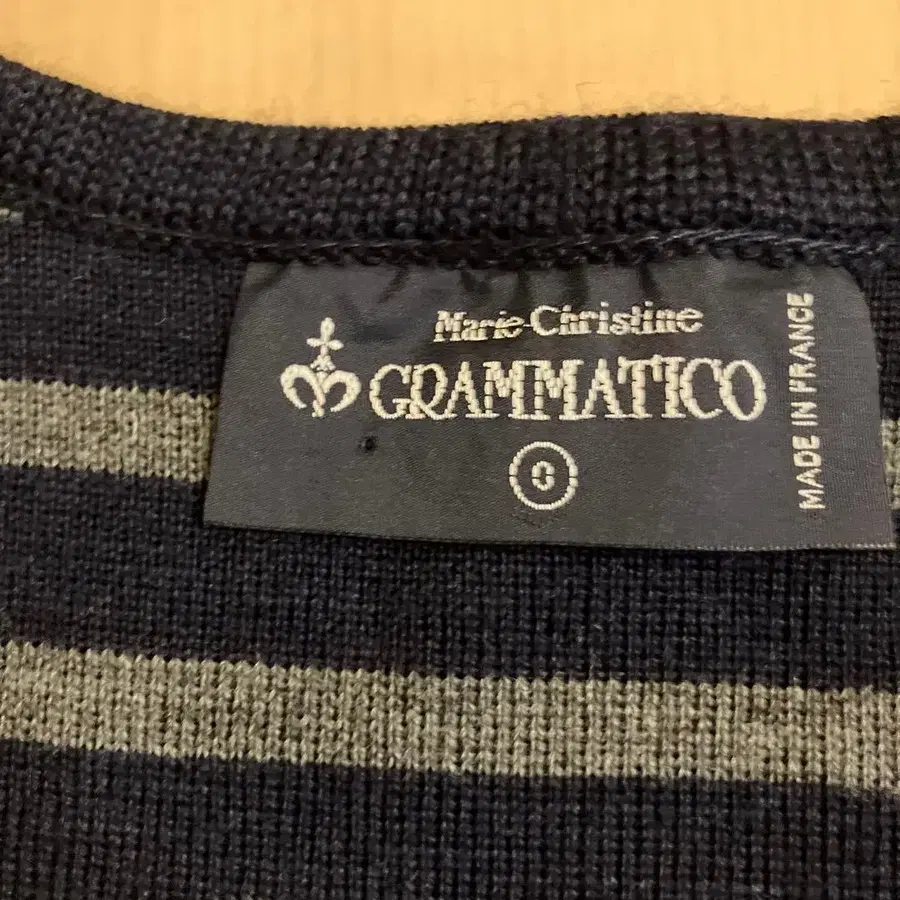 Marie-Christine
GRAMMATICO
0
MADE IN FRANCE